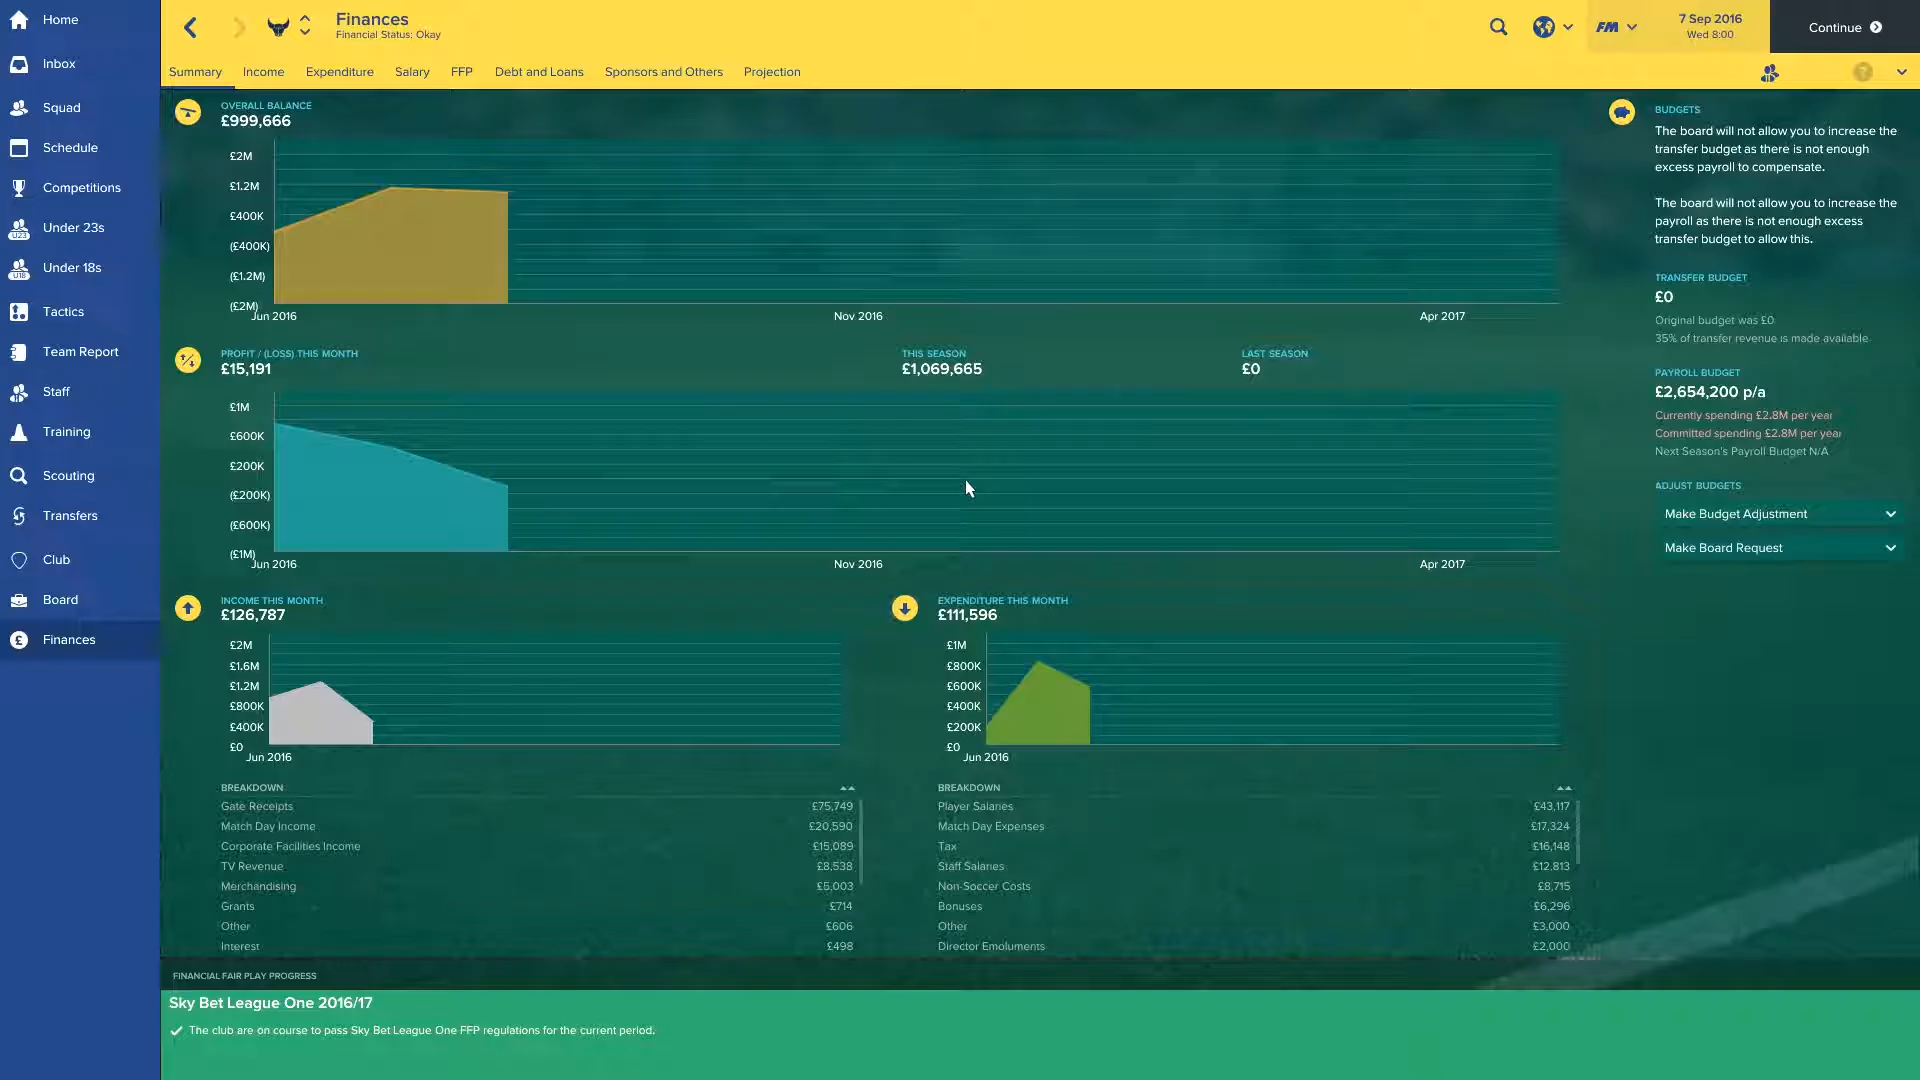 Home
Inbox
Squad
Schedule
Competitions
U23
Under 23s
U18
Under 18s
Tactics
Team Report
Staff
Training
Scouting
Transfers
Club
Board
£
Finances
Finances
Financial Status: Okay
FM
7 Sep 2016
Wed 8:00
Continue
Summary
Income
Expenditure
Salary
FFP
Debt and Loans
Sponsors and Others
Projection
?
OVERALL BALANCE
£999,666
£2M
£1.2M
£400K
(£400K)
(£1.2M)
(£2M)
Jun 2016
Nov 2016
Apr 2017
PROFIT / (LOSS) THIS MONTH
£15,191
THIS SEASON
£1,069,665
LAST SEASON
£0
£1M
£600K
£200K
(£200K)
(£600K)
(£1M)
Jun 2016
Nov 2016
Apr 2017
INCOME THIS MONTH
£126,787
£2M
£1.6M
£1.2M
£800K
£400K
£0
Jun 2016
BREAKDOWN
Gate Receipts £75,749
Match Day Income £20,590
Corporate Facilities Income £15,089
TV Revenue £8,538
Merchandising £5,003
Grants £714
Other £606
Interest £498
EXPENDITURE THIS MONTH
£111,596
£1M
£800K
£600K
£400K
£200K
£0
Jun 2016
BREAKDOWN
Player Salaries £43,117
Match Day Expenses £17,324
Tax £16,148
Staff Salaries £12,813
Non-Soccer Costs £8,715
Bonuses £6,296
Other £3,000
Director Emoluments £2,000
BUDGETS
The board will not allow you to increase the
transfer budget as there is not enough
excess payroll to compensate.
The board will not allow you to increase the
payroll as there is not enough excess
transfer budget to allow this.
TRANSFER BUDGET
£0
Original budget was £0
35% of transfer revenue is made available
PAYROLL BUDGET
£2,654,200 p/a
Currently spending £2.8M per year
Committed spending £2.8M per year
Next Season's Payroll Budget N/A
ADJUST BUDGETS
Make Budget Adjustment
Make Board Request
FINANCIAL FAIR PLAY PROGRESS
Sky Bet League One 2016/17
The club are on course to pass Sky Bet League One FFP regulations for the current period.